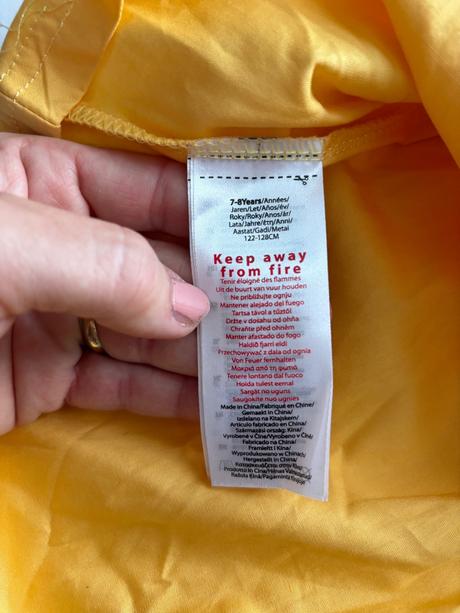 7-8Years/Années/
Jaren/Let/Años/év/
Roky/Roky/Anos/ár/
Lata/Jahre/Έτη/Anni/
Aastat/Gadi/Metai
122-128CM
Keep away
from fire
Tenir éloigné des flammes
Uit de buurt van vuur houden
Ne približujte ognju
Mantener alejado del fuego
Tartsa távol a tűztől
Držte v dosahu od ohňa
Chraňte před ohněm
Manter afastado do fogo
Haldið fjarri eldi
Przechowywać z dala od ognia
Von Feuer fernhalten
Μακριά από τη φωτιά
Tenere lontano dal fuoco
Hoida tulest eemal
Sargāt no uguns
Saugokite nuo ugnies
Made in China/Fabriqué en Chine/
Gemaakt in China/
Izdelano na Kitajskem/
Artículo fabricado en China/
Származási ország: Kína/
Vyrobené v Číne/Vyrobeno v Číně/
Fabricado na China/
Framleitt í Kína/
Wyprodukowano w Chinach/
Hergestellt in China/
Κατασκευάζεται στην Κίνα/
Prodotto in Cina/Hiinas
Ražots Ķīnā/Pagaminta